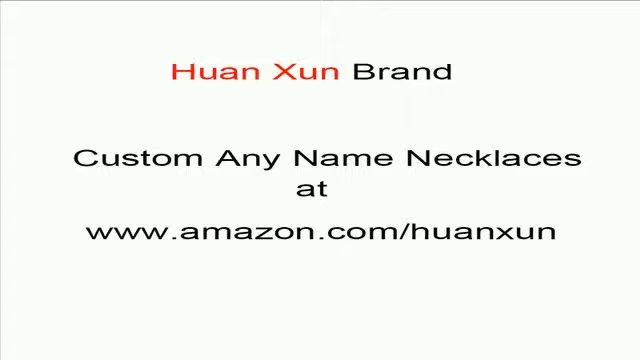 Huan Xun Brand
Custom Any Name Necklaces
at
www.amazon.com/huanxun